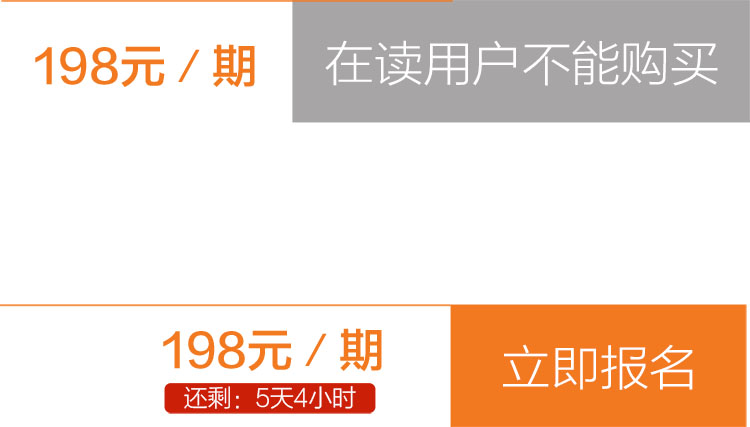 198元 / 期
在读用户不能购买
198元 / 期
还剩：5天4小时
立即报名